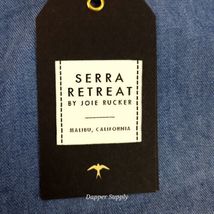 SERRA
RETREAT
BY JOIE RUCKER
MALIBU, CALIFORNIA
Dapper Supply